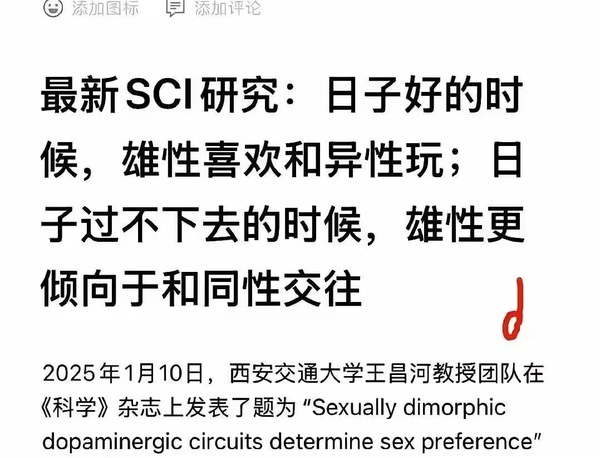 添加图标 添加评论
最新SCI研究：日子好的时
候，雄性喜欢和异性玩；日
子过不下去的时候，雄性更
倾向于和同性交往
2025年1月10日，西安交通大学王昌河教授团队在
《科学》杂志上发表了题为 “Sexually dimorphic
dopaminergic circuits determine sex preference”